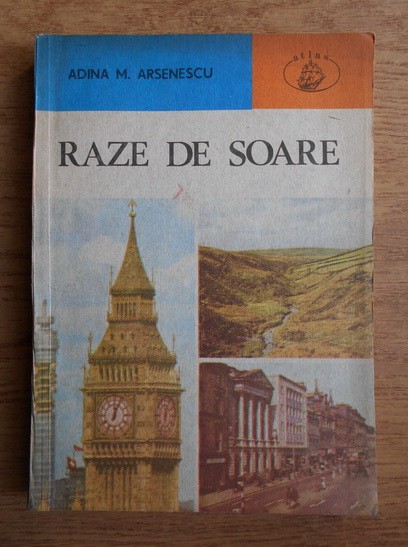 ADINA M. ARSENESCU
atlas
RAZE DE SOARE